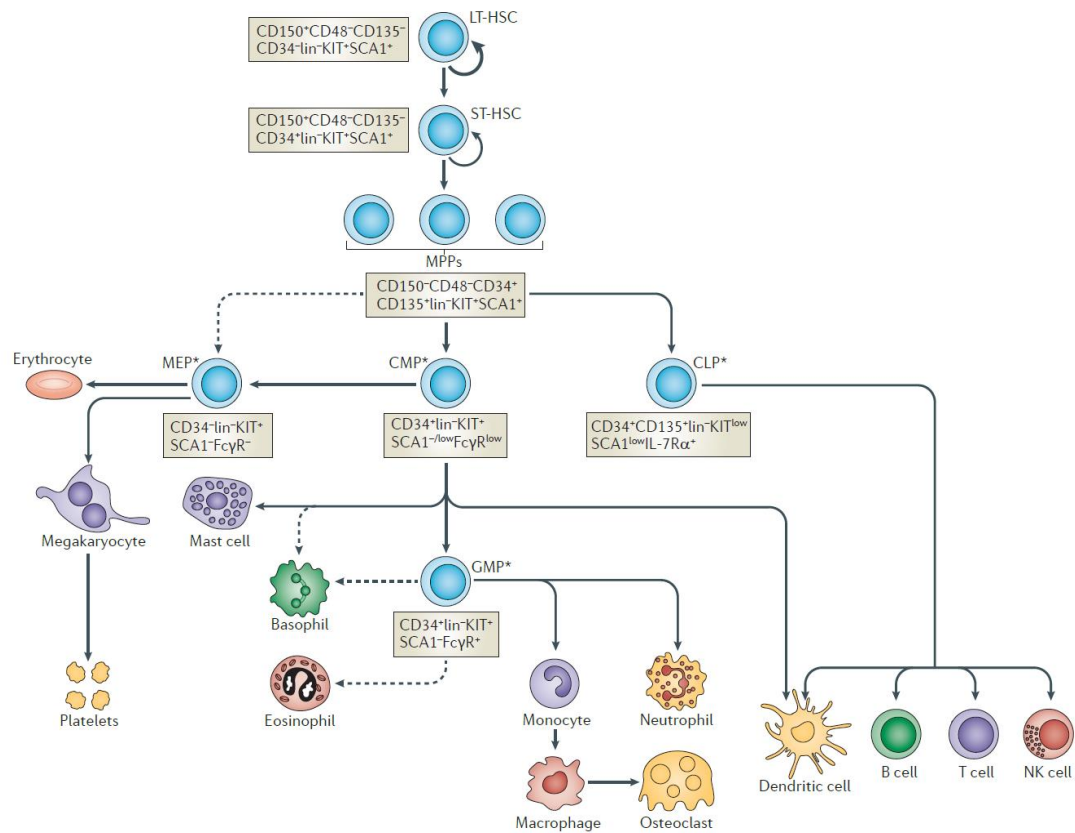 LT-HSC
CD150⁺CD48⁻CD135⁻
CD34⁻lin⁻KIT⁺SCA1⁺
ST-HSC
CD150⁺CD48⁻CD135⁻
CD34⁺lin⁻KIT⁺SCA1⁺
MPPs
CD150⁻CD48⁻CD34⁺
CD135⁺lin⁻KIT⁺SCA1⁺
Erythrocyte
MEP*
CMP*
CLP*
CD34⁻lin⁻KIT⁺
SCA1⁻FcγR⁻
CD34⁺lin⁻KIT⁺
SCA1⁻/ˡᵒʷFcγRˡᵒʷ
CD34⁺CD135⁺lin⁻KITˡᵒʷ
SCA1ˡᵒʷIL-7Rα⁺
Megakaryocyte
Mast cell
GMP*
Basophil
CD34⁺lin⁻KIT⁺
SCA1⁻FcγR⁺
Platelets
Eosinophil
Monocyte
Neutrophil
Dendritic cell
B cell
T cell
NK cell
Macrophage
Osteoclast